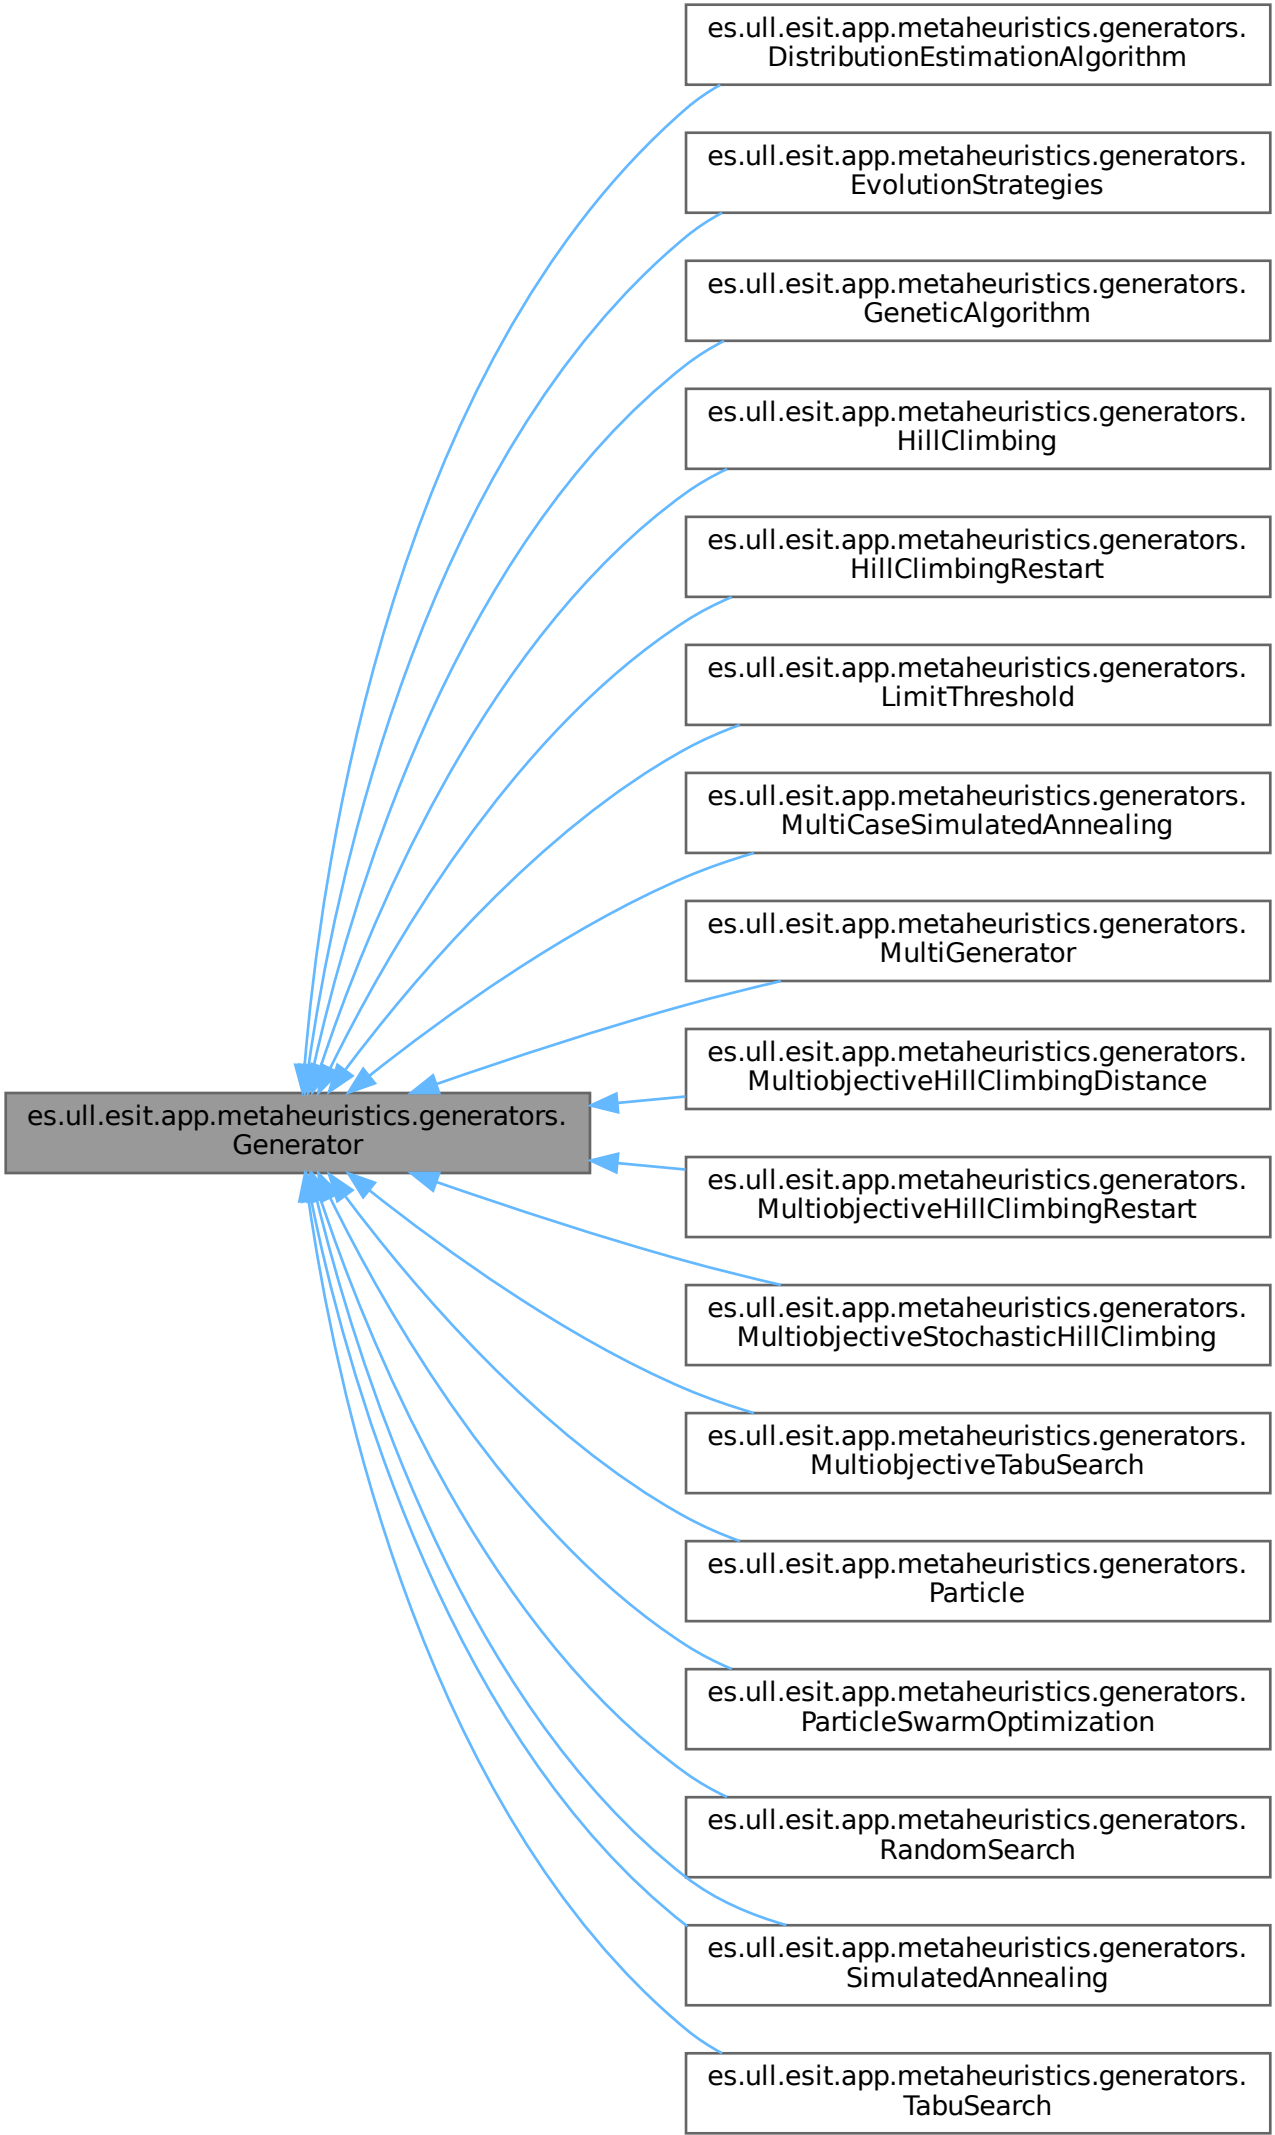 es.ull.esit.app.metaheuristics.generators.
DistributionEstimationAlgorithm
es.ull.esit.app.metaheuristics.generators.
EvolutionStrategies
es.ull.esit.app.metaheuristics.generators.
GeneticAlgorithm
es.ull.esit.app.metaheuristics.generators.
HillClimbing
es.ull.esit.app.metaheuristics.generators.
HillClimbingRestart
es.ull.esit.app.metaheuristics.generators.
LimitThreshold
es.ull.esit.app.metaheuristics.generators.
MultiCaseSimulatedAnnealing
es.ull.esit.app.metaheuristics.generators.
MultiGenerator
es.ull.esit.app.metaheuristics.generators.
MultiobjectiveHillClimbingDistance
es.ull.esit.app.metaheuristics.generators.
Generator
es.ull.esit.app.metaheuristics.generators.
MultiobjectiveHillClimbingRestart
es.ull.esit.app.metaheuristics.generators.
MultiobjectiveStochasticHillClimbing
es.ull.esit.app.metaheuristics.generators.
MultiobjectiveTabuSearch
es.ull.esit.app.metaheuristics.generators.
Particle
es.ull.esit.app.metaheuristics.generators.
ParticleSwarmOptimization
es.ull.esit.app.metaheuristics.generators.
RandomSearch
es.ull.esit.app.metaheuristics.generators.
SimulatedAnnealing
es.ull.esit.app.metaheuristics.generators.
TabuSearch